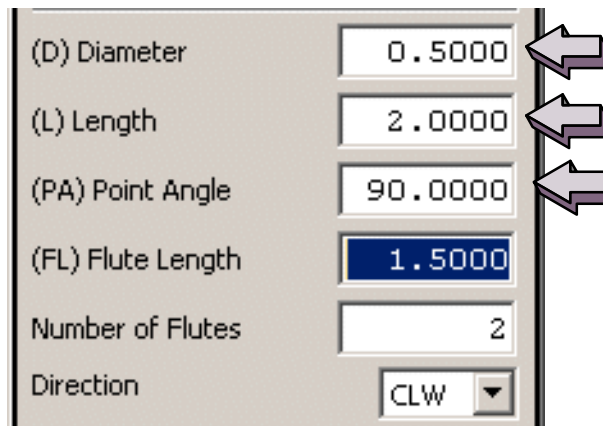 (D) Diameter 0.5000
(L) Length 2.0000
(PA) Point Angle 90.0000
(FL) Flute Length 1.5000
Number of Flutes 2
Direction CLW